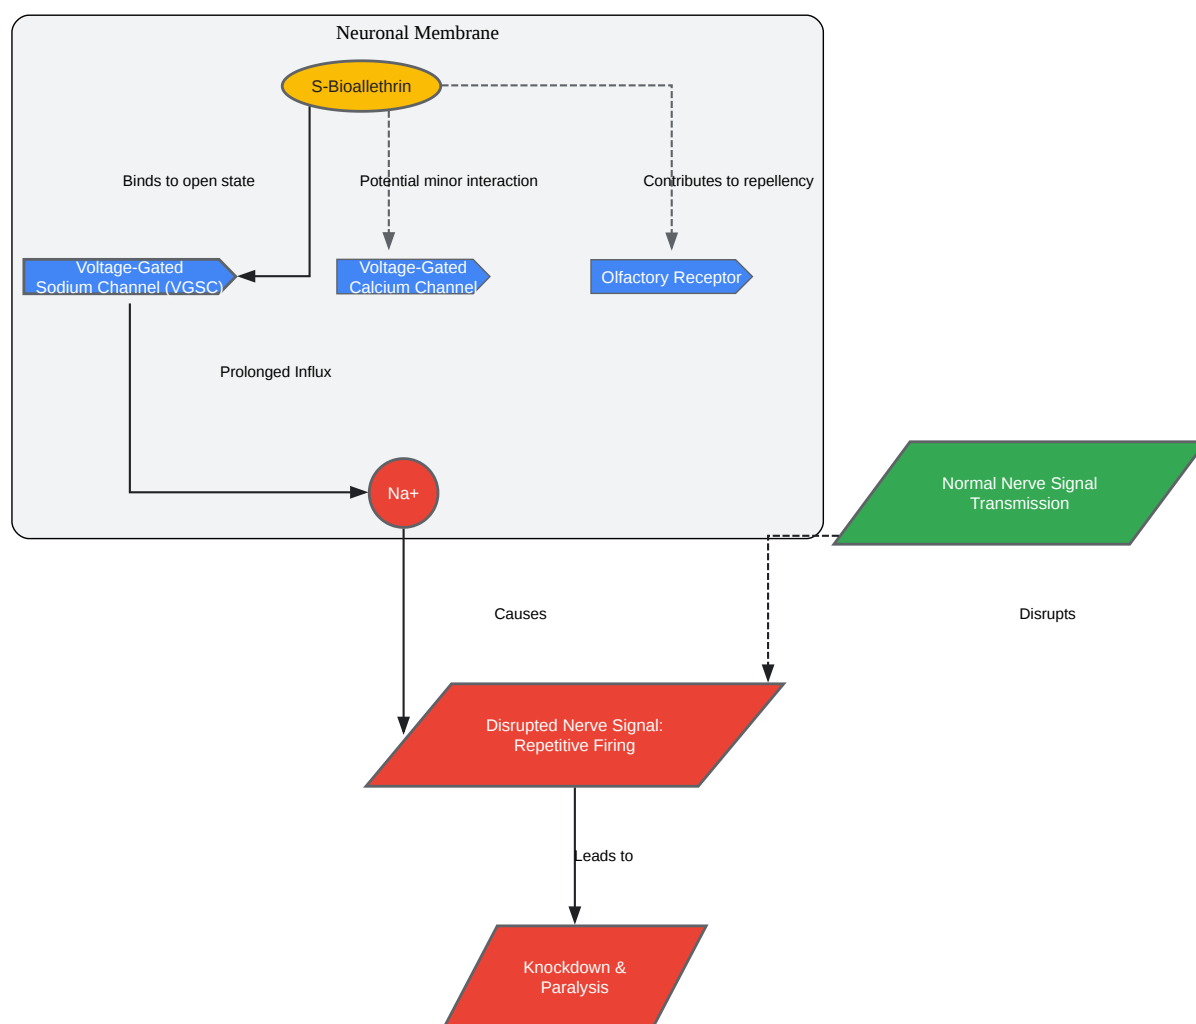 Neuronal Membrane
S-Bioallethrin
Binds to open state
Potential minor interaction
Contributes to repellency
Voltage-Gated
Sodium Channel (VGSC)
Voltage-Gated
Calcium Channel
Olfactory Receptor
Prolonged Influx
Na+
Normal Nerve Signal
Transmission
Causes
Disrupts
Disrupted Nerve Signal:
Repetitive Firing
Leads to
Knockdown &
Paralysis